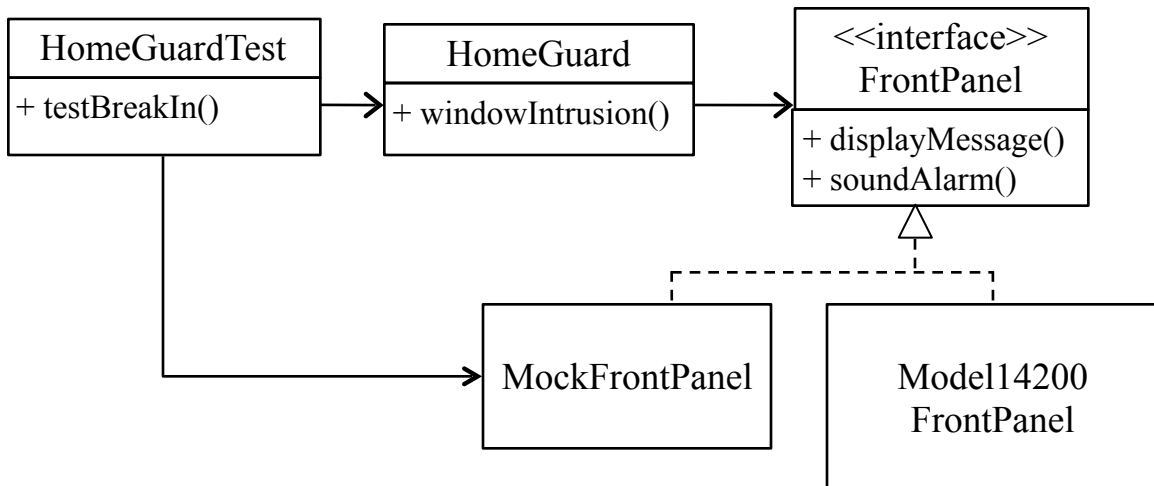 HomeGuardTest
+ testBreakIn()
HomeGuard
+ windowIntrusion()
<<interface>>
FrontPanel
+ displayMessage()
+ soundAlarm()
MockFrontPanel
Model14200
FrontPanel